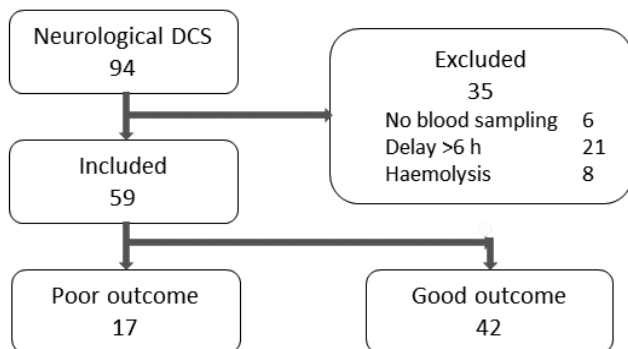 Neurological DCS
94
Excluded
35
No blood sampling 6
Delay >6 h 21
Haemolysis 8
Included
59
Poor outcome
17
Good outcome
42